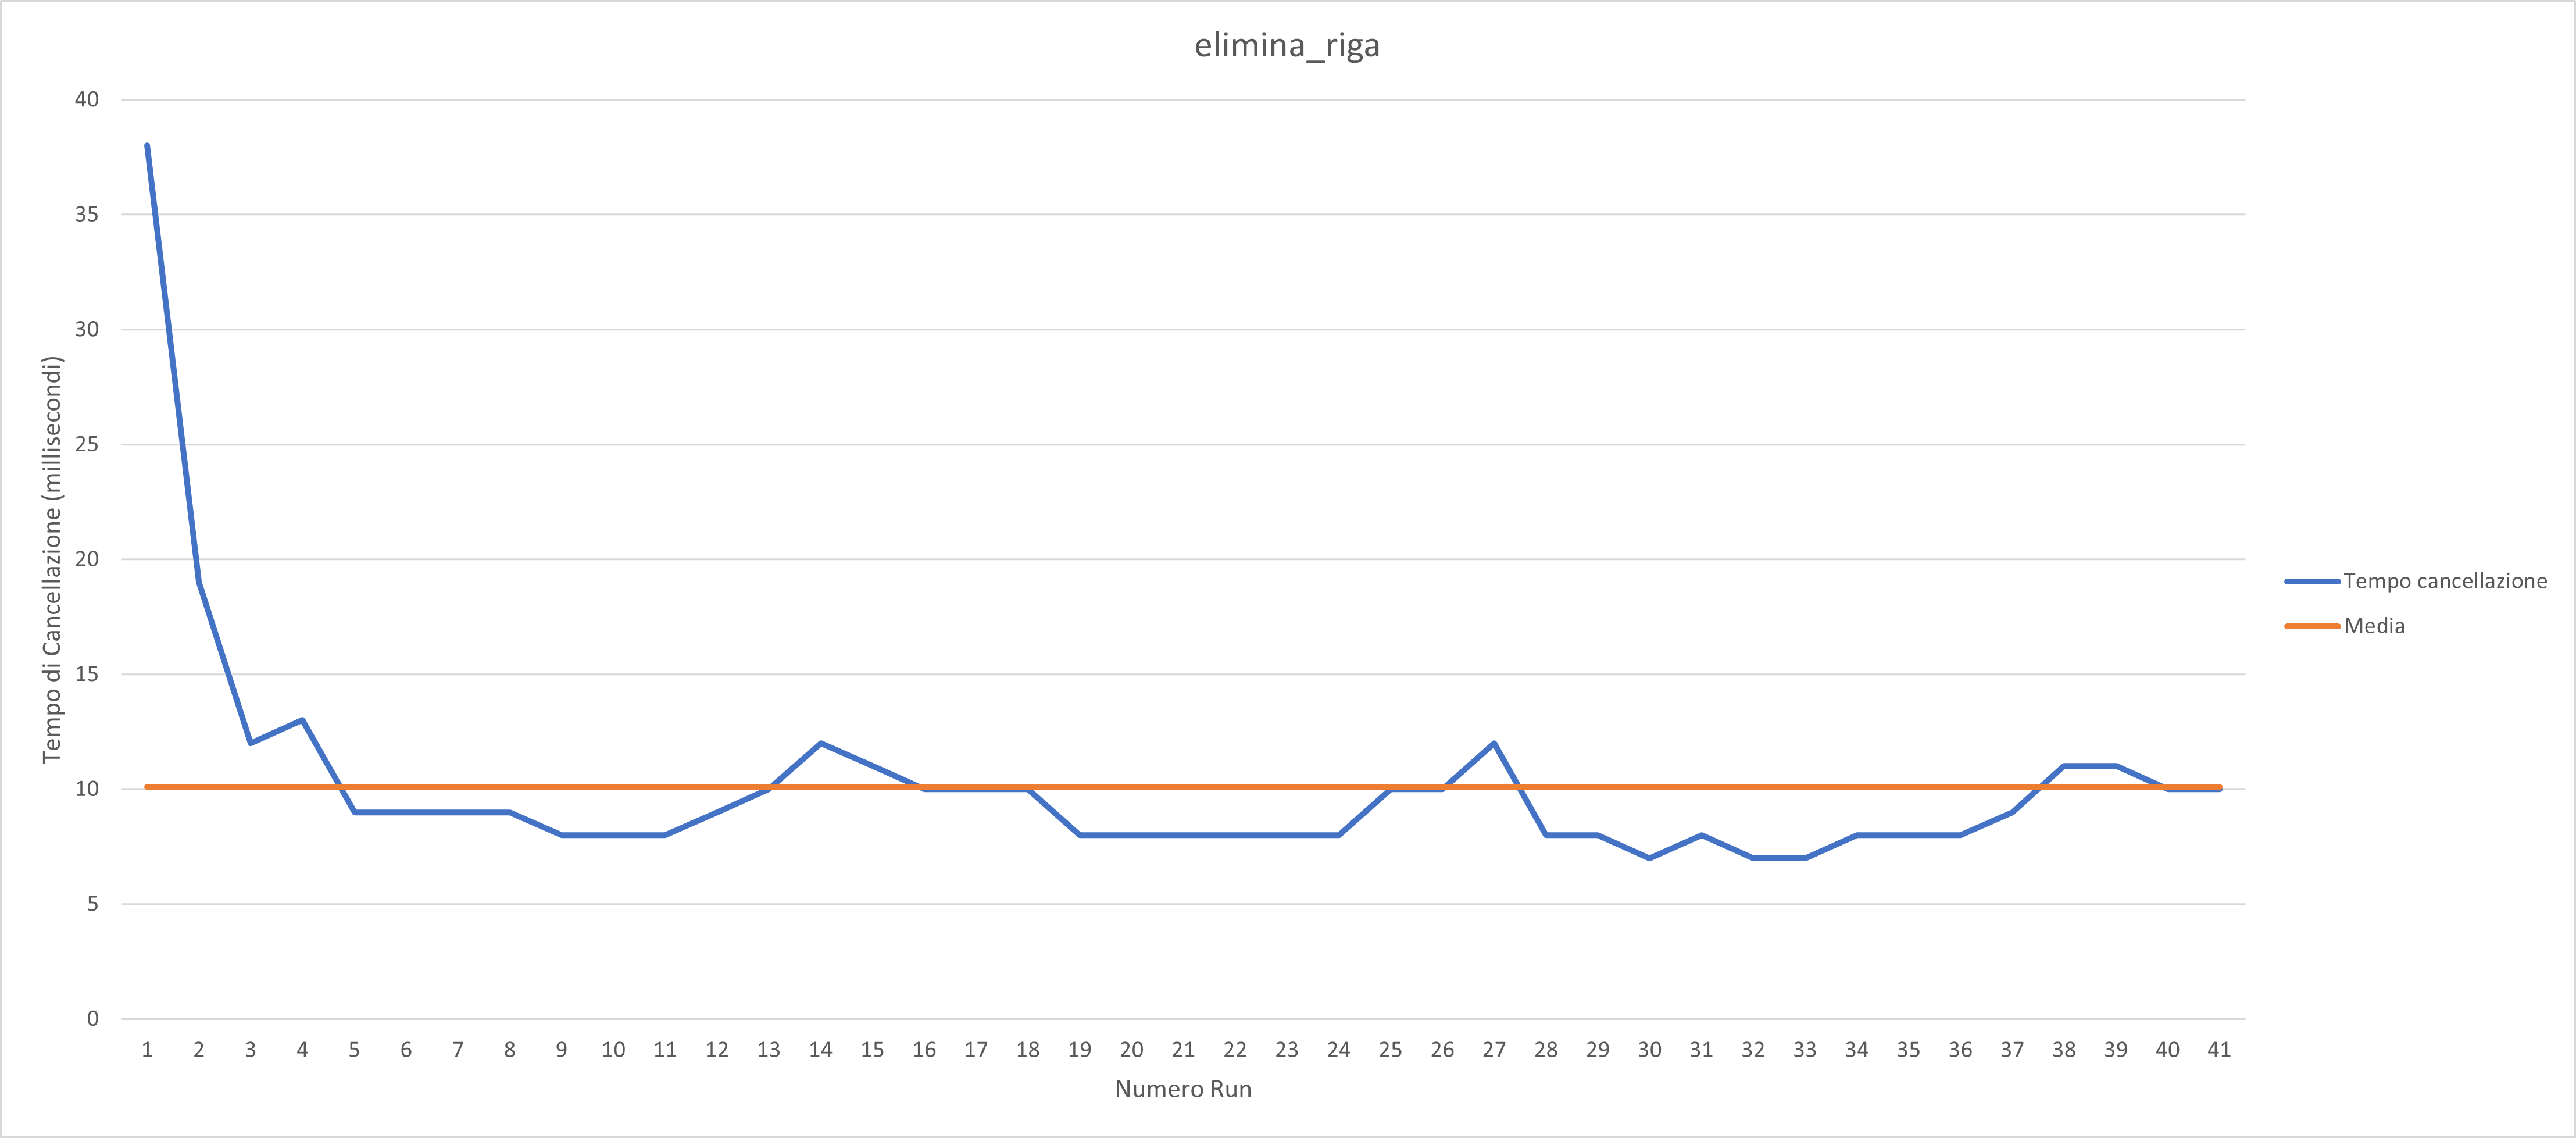 elimina_riga
Tempo di Cancellazione (millisecondi)
40
35
30
25
20
15
10
5
0
1 2 3 4 5 6 7 8 9 10 11 12 13 14 15 16 17 18 19 20 21 22 23 24 25 26 27 28 29 30 31 32 33 34 35 36 37 38 39 40 41
Numero Run
Tempo cancellazione
Media